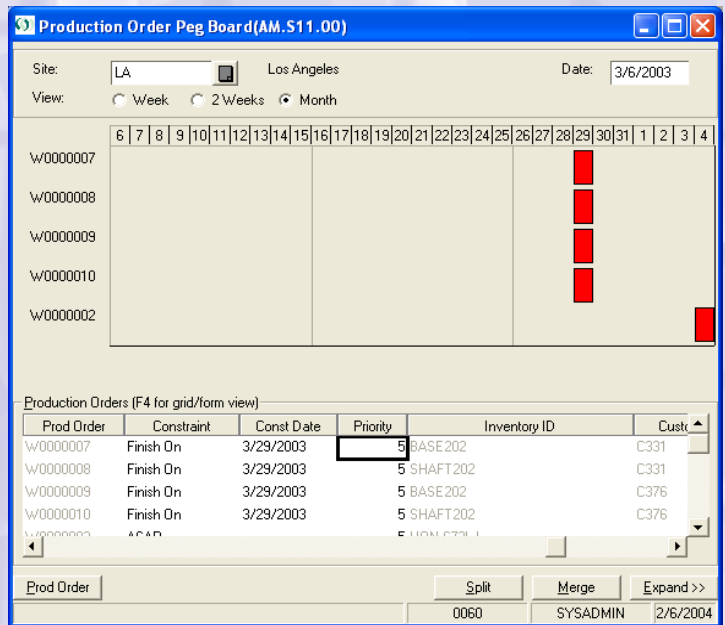 Production Order Peg Board(AM.S11.00)
Site: LA Los Angeles Date: 3/6/2003
View: Week 2 Weeks Month
6 7 8 9 10 11 12 13 14 15 16 17 18 19 20 21 22 23 24 25 26 27 28 29 30 31 1 2 3 4
W0000007
W0000008
W0000009
W0000010
W0000002
Production Orders (F4 for grid/form view)
Prod Order Constraint Const Date Priority Inventory ID
W0000007 Finish On 3/29/2003 5 BASE202 C331
W0000008 Finish On 3/29/2003 5 SHAFT202 C331
W0000009 Finish On 3/29/2003 5 BASE202 C376
W0000010 Finish On 3/29/2003 5 SHAFT202 C376
Prod Order Split Merge Expand >>
0060 SYSADMIN 2/6/2004